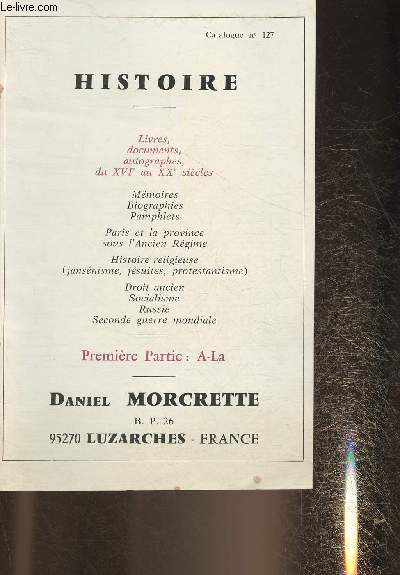 Le-livre.fr
Catalogue nº 127
HISTOIRE
Livres,
documents,
autographes,
du XVIᵉ au XXᵉ siècles
Mémoires
Biographies
Pamphlets
Paris et la province
sous l'Ancien Régime
Histoire religieuse
(jansénisme, jésuites, protestantisme)
Droit ancien
Socialisme
Russie
Seconde guerre mondiale
Première Partie : A-La
DANIEL MORCRETTE
B. P. 26
95270 LUZARCHES - FRANCE